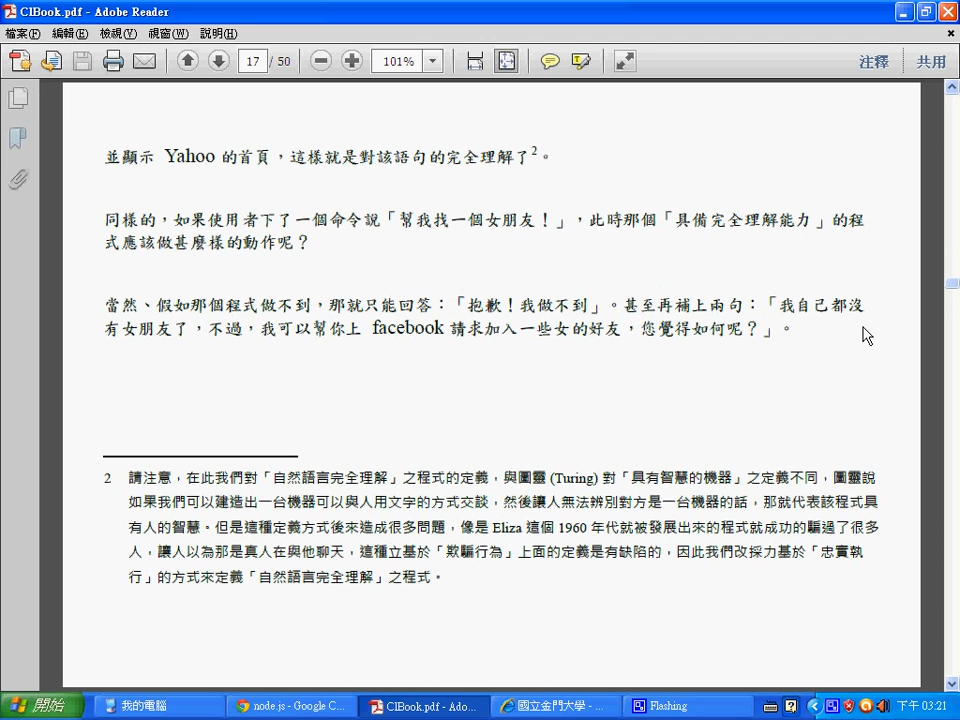 CIBook.pdf - Adobe Reader
檔案(F) 編輯(E) 檢視(V) 視窗(W) 說明(H)
17 / 50 101% 注釋 共用
並顯示 Yahoo 的首頁，這樣就是對該語句的完全理解了2。
同樣的，如果使用者下了一個命令說「幫我找一個女朋友！」，此時那個「具備完全理解能力」的程
式應該做甚麼樣的動作呢？
當然、假如那個程式做不到，那就只能回答：「抱歉！我做不到」。甚至再補上兩句：「我自己都沒
有女朋友了，不過，我可以幫你上 facebook 請求加入一些女的好友，您覺得如何呢？」。
2 請注意，在此我們對「自然語言完全理解」之程式的定義，與圖靈 (Turing) 對「具有智慧的機器」之定義不同，圖靈說
如果我們可以建造出一台機器可以與人用文字的方式交談，然後讓人無法辨別對方是一台機器的話，那就代表該程式具
有人的智慧。但是這種定義方式後來造成很多問題，像是 Eliza 這個 1960 年代就被發展出來的程式就成功的騙過了很多
人，讓人以為那是真人在與他聊天，這種立基於「欺騙行為」上面的定義是有缺陷的，因此我們改採力基於「忠實執
行」的方式來定義「自然語言完全理解」之程式。
開始 我的電腦 node.js - Google C... CIBook.pdf - Ado... 國立金門大學 - ... Flashing 下午 03:21